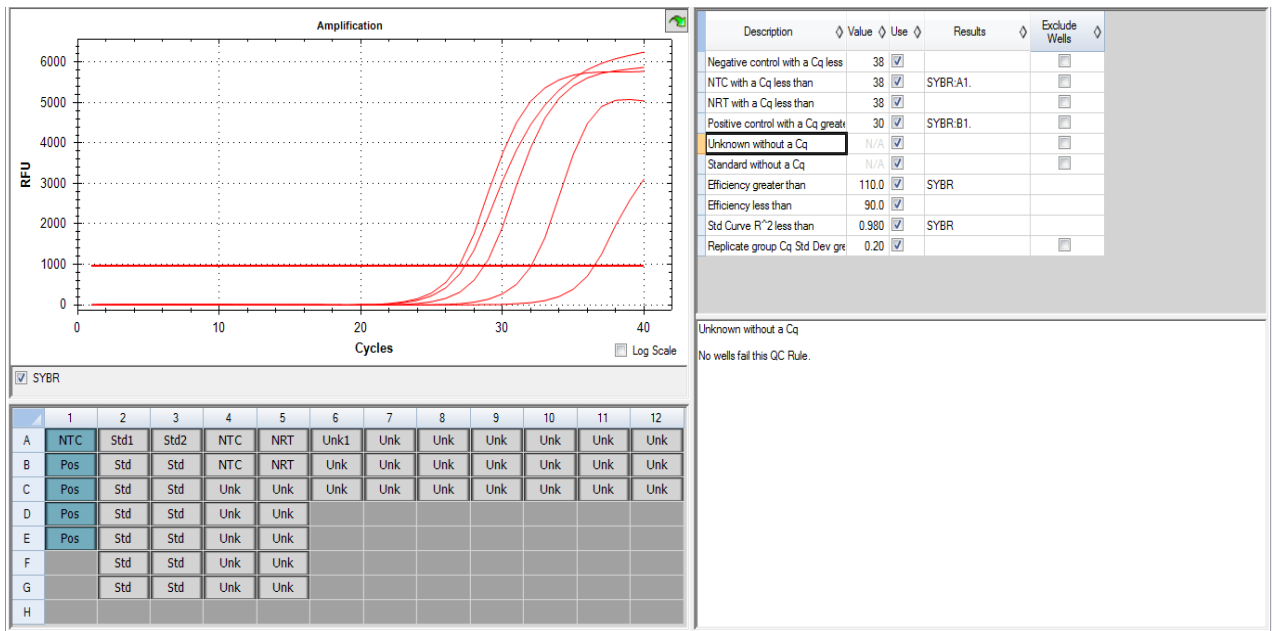 Amplification
6000
5000
4000
3000
2000
1000
0
RFU
0 10 20 30 40
Cycles
Log Scale
SYBR
1 2 3 4 5 6 7 8 9 10 11 12
A NTC Std1 Std2 NTC NRT Unk1 Unk Unk Unk Unk Unk Unk
B Pos Std Std NTC NRT Unk Unk Unk Unk Unk Unk Unk
C Pos Std Std Unk Unk Unk Unk Unk Unk Unk Unk Unk
D Pos Std Std Unk Unk
E Pos Std Std Unk Unk
F Std Std Unk Unk
G Std Std Unk Unk
H
Description Value Use Results Exclude Wells
Negative control with a Cq less 38
NTC with a Cq less than 38 SYBR:A1.
NRT with a Cq less than 38
Positive control with a Cq greate 30 SYBR:B1.
Unknown without a Cq N/A
Standard without a Cq N/A
Efficiency greater than 110.0 SYBR
Efficiency less than 90.0
Std Curve R^2 less than 0.980 SYBR
Replicate group Cq Std Dev gre 0.20
Unknown without a Cq
No wells fail this QC Rule.